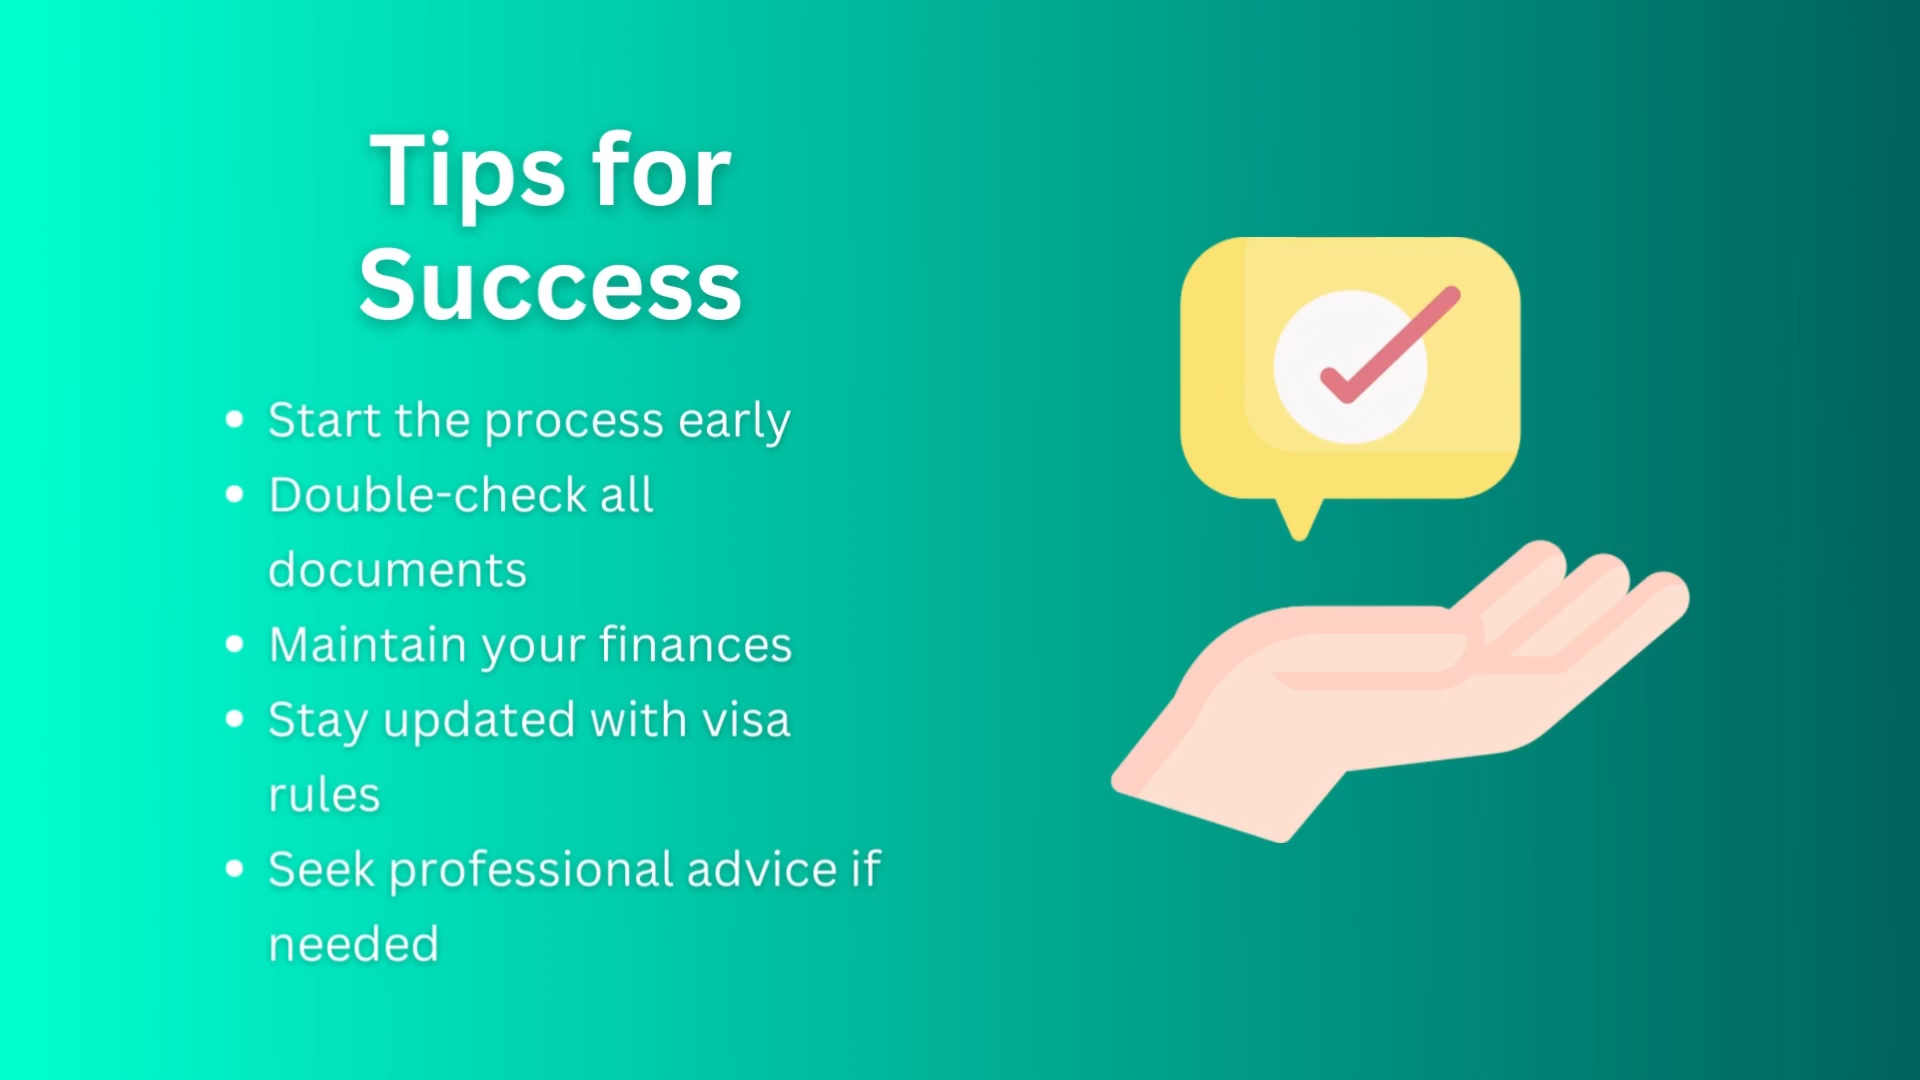 Tips for
Success
• Start the process early
• Double-check all
documents
• Maintain your finances
• Stay updated with visa
rules
• Seek professional advice if
needed